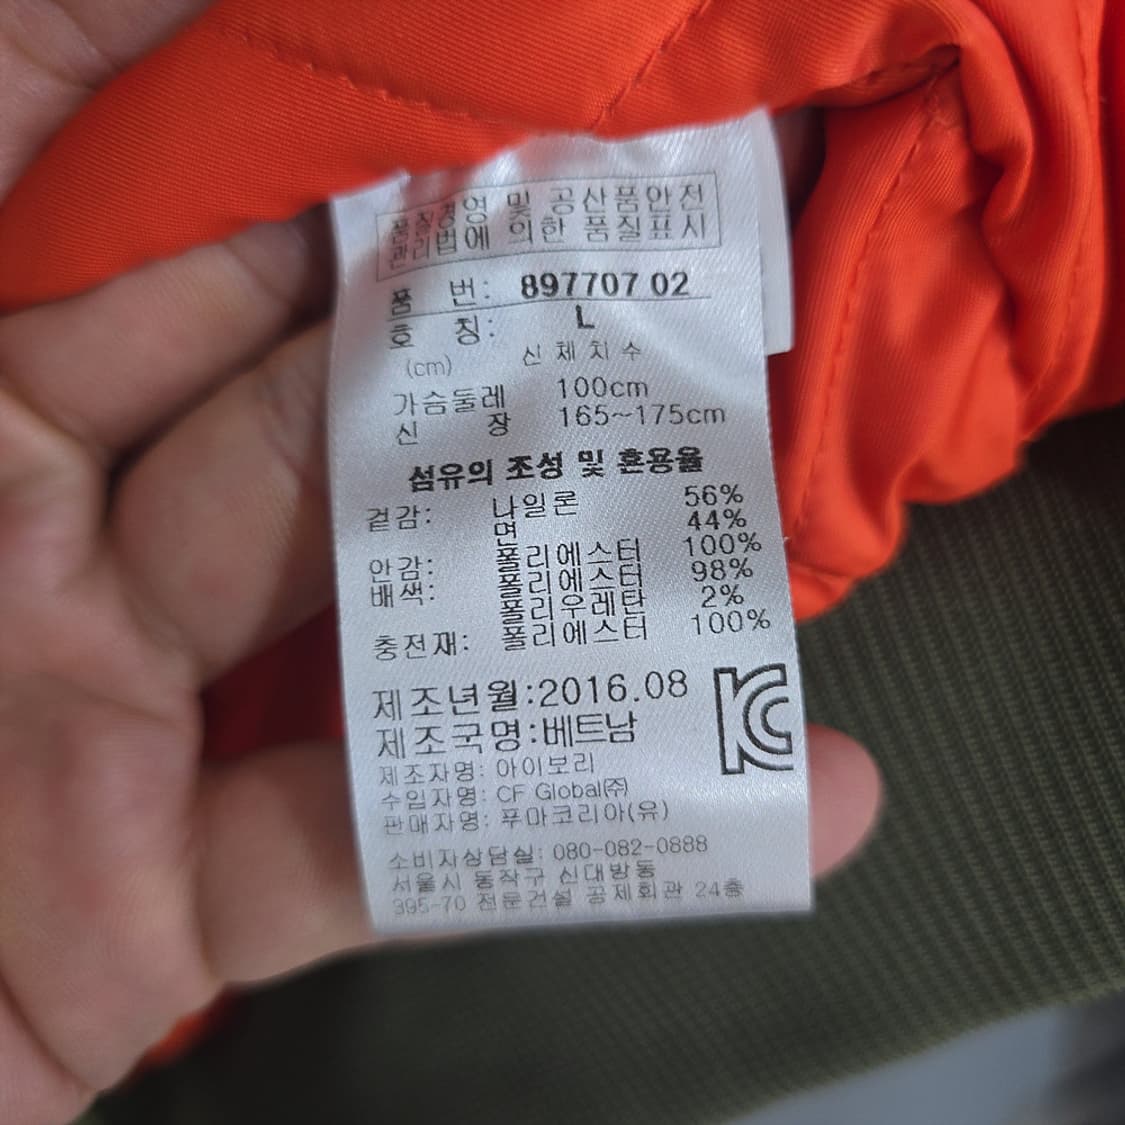 품질경영 및 공산품안전
관리법에 의한 품질표시
품 번: 897707 02
호 칭: L
(cm) 신체치수
가슴둘레 100cm
신 장 165~175cm
섬유의 조성 및 혼용율
겉감: 나일론 56%
면 44%
안감: 폴리에스터 100%
배색: 폴리에스터 98%
폴리우레탄 2%
충전재: 폴리에스터 100%
제조년월:2016.08
제조국명:베트남
KC
제조자명: 아이보리
수입자명: CF Global㈜
판매자명: 푸마코리아(유)
소비자상담실: 080-082-0888
서울시 동작구 신대방동
395-70 전문건설 공제회관 24층